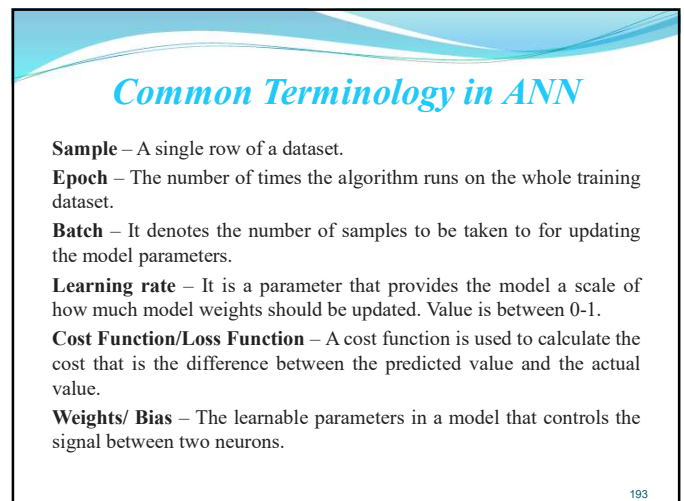 Common Terminology in ANN
Sample – A single row of a dataset.
Epoch – The number of times the algorithm runs on the whole training
dataset.
Batch – It denotes the number of samples to be taken to for updating
the model parameters.
Learning rate – It is a parameter that provides the model a scale of
how much model weights should be updated. Value is between 0-1.
Cost Function/Loss Function – A cost function is used to calculate the
cost that is the difference between the predicted value and the actual
value.
Weights/ Bias – The learnable parameters in a model that controls the
signal between two neurons.
193